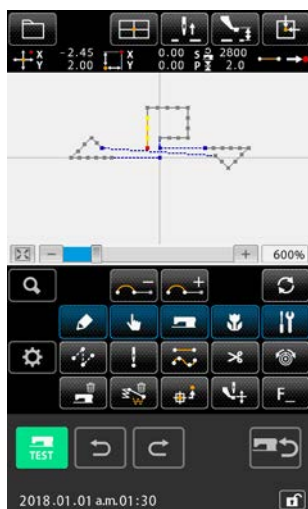 X -2.45 X 0.00 S 2800
Y 2.00 Y 0.00 P 2.0
600%
W
F_
TEST
2018.01.01 a.m.01:30